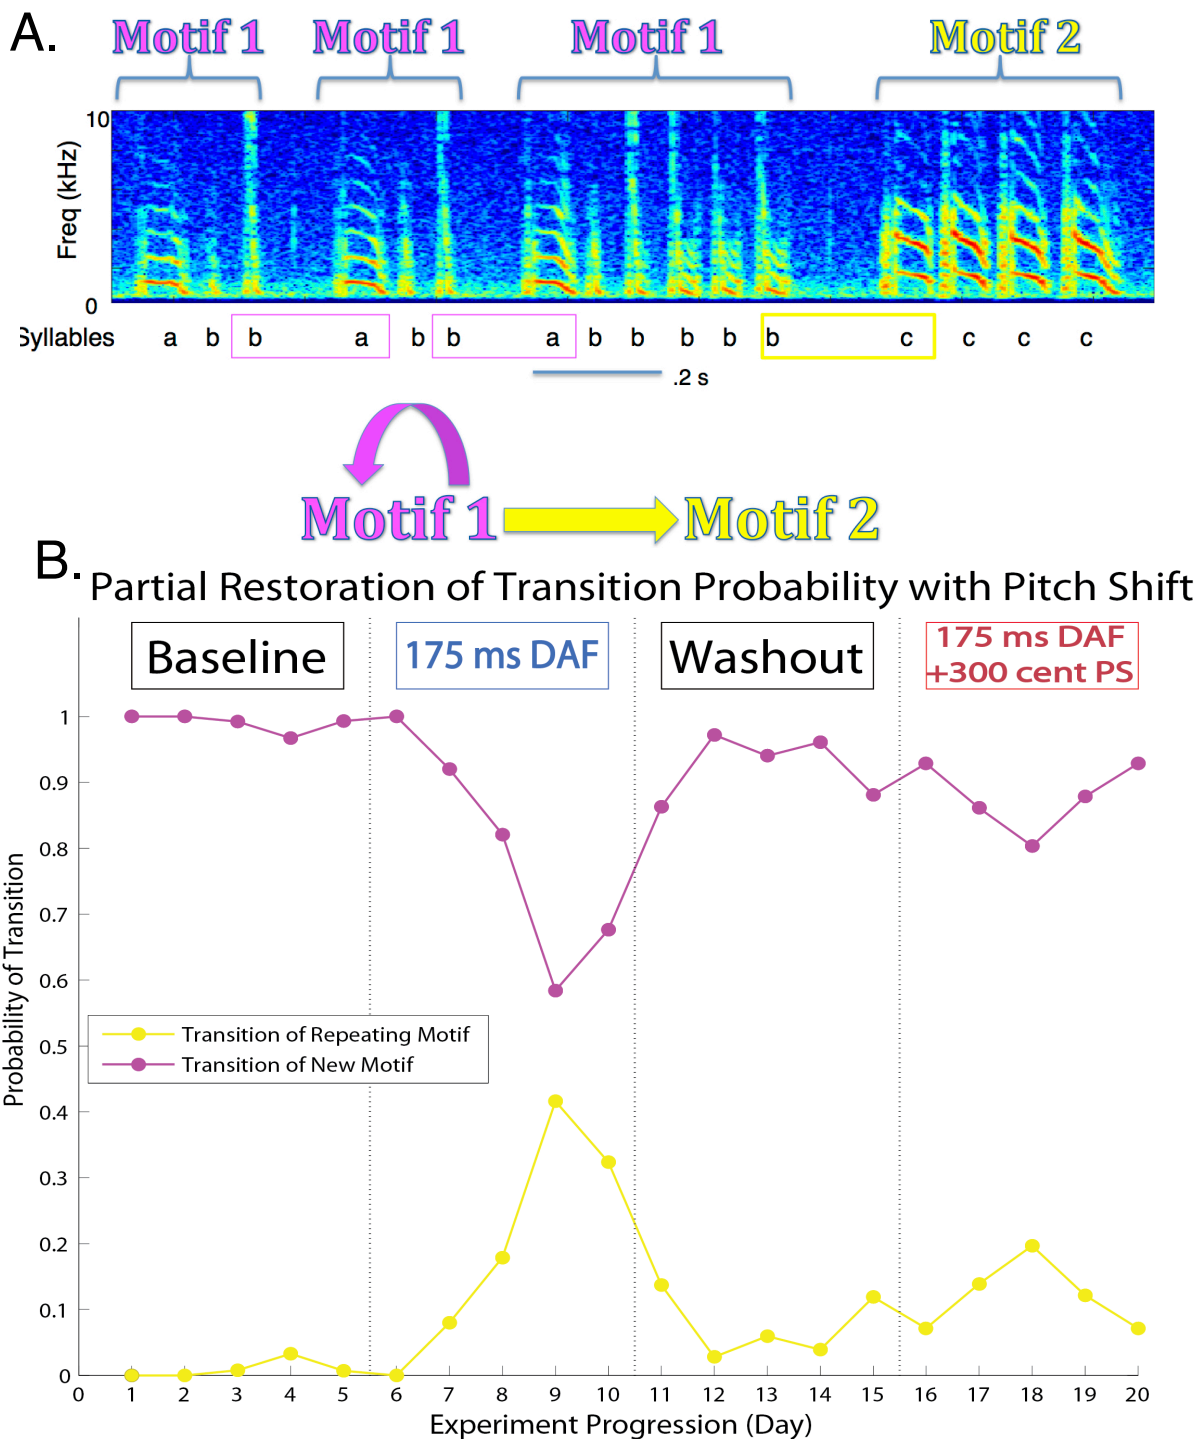 A.
Motif 1 Motif 1 Motif 1 Motif 2
10
Freq (kHz)
0
Syllables a b b a b b a b b b b b c c c c
.2 s
Motif 1 Motif 2
B.
Partial Restoration of Transition Probability with Pitch Shift
Baseline
175 ms DAF
Washout
175 ms DAF
+300 cent PS
Probability of Transition
1
0.9
0.8
0.7
0.6
0.5
0.4
0.3
0.2
0.1
0
Transition of Repeating Motif
Transition of New Motif
0 1 2 3 4 5 6 7 8 9 10 11 12 13 14 15 16 17 18 19 20
Experiment Progression (Day)